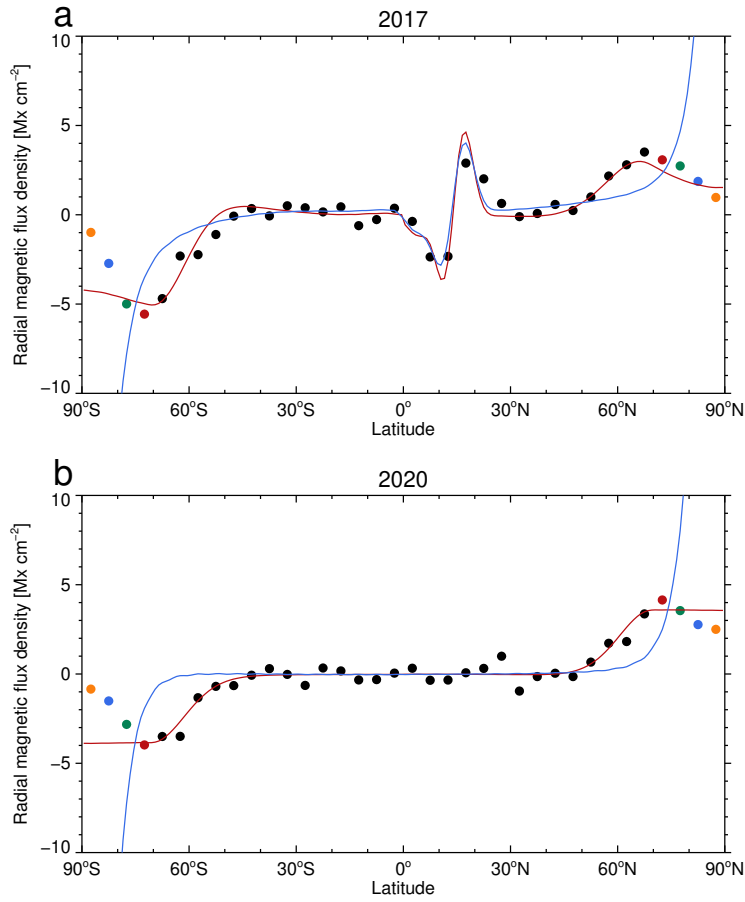 a
2017
Radial magnetic flux density [Mx cm⁻²]
10
5
0
−5
−10
90°S
60°S
30°S
0°
30°N
60°N
90°N
Latitude
b
2020
Radial magnetic flux density [Mx cm⁻²]
10
5
0
−5
−10
90°S
60°S
30°S
0°
30°N
60°N
90°N
Latitude